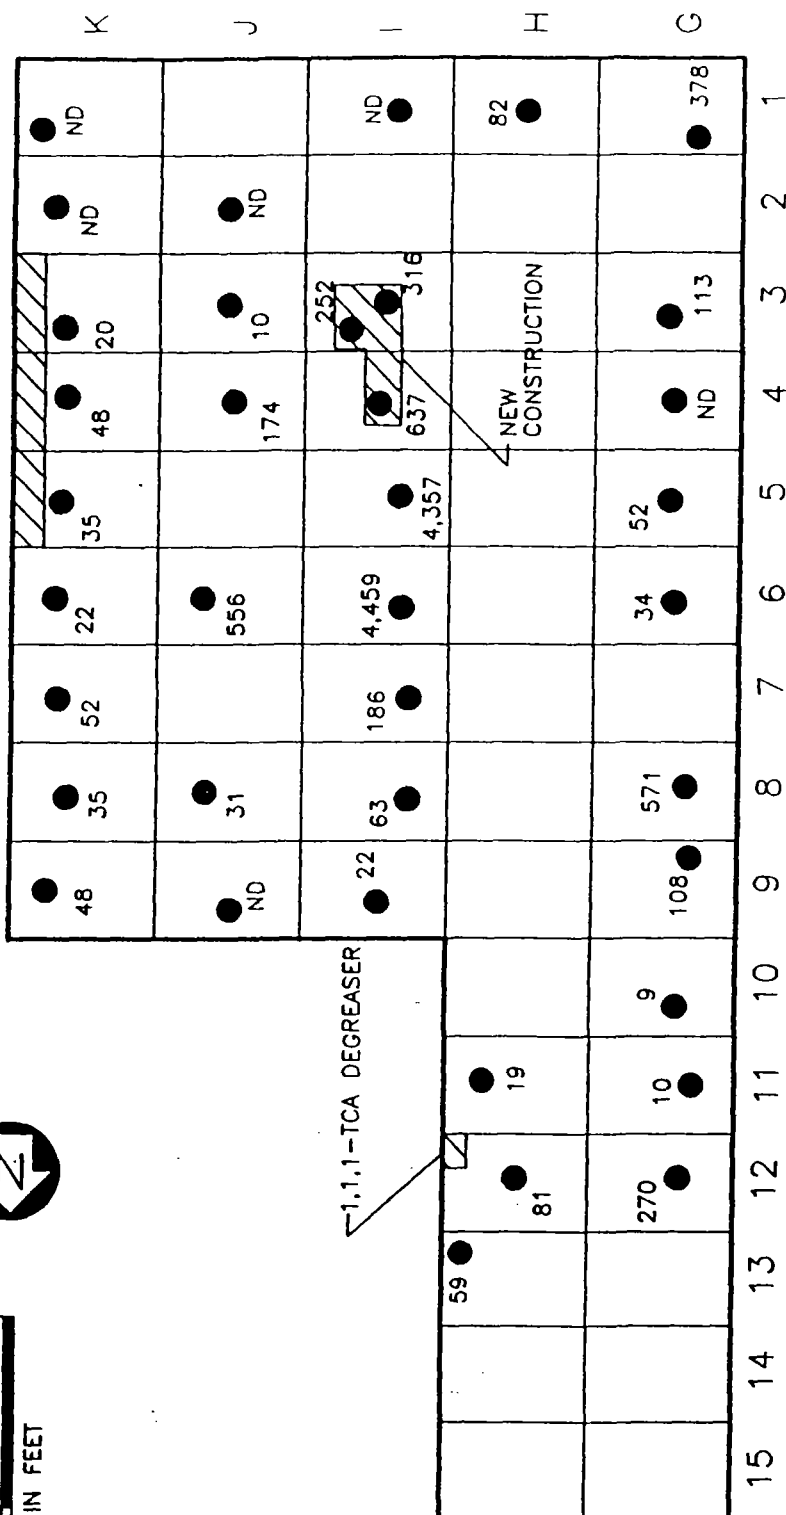 N
IN FEET
48 35 52 22 35 48 20 ND ND K
ND 31 556 174 10 ND J
22 63 186 4,459 4,357 637 252 316 ND I
1,1,1-TCA DEGREASER
59 81 19 82 H
NEW
CONSTRUCTION
270 10 9 108 571 34 52 ND 113 378 G
15 14 13 12 11 10 9 8 7 6 5 4 3 2 1